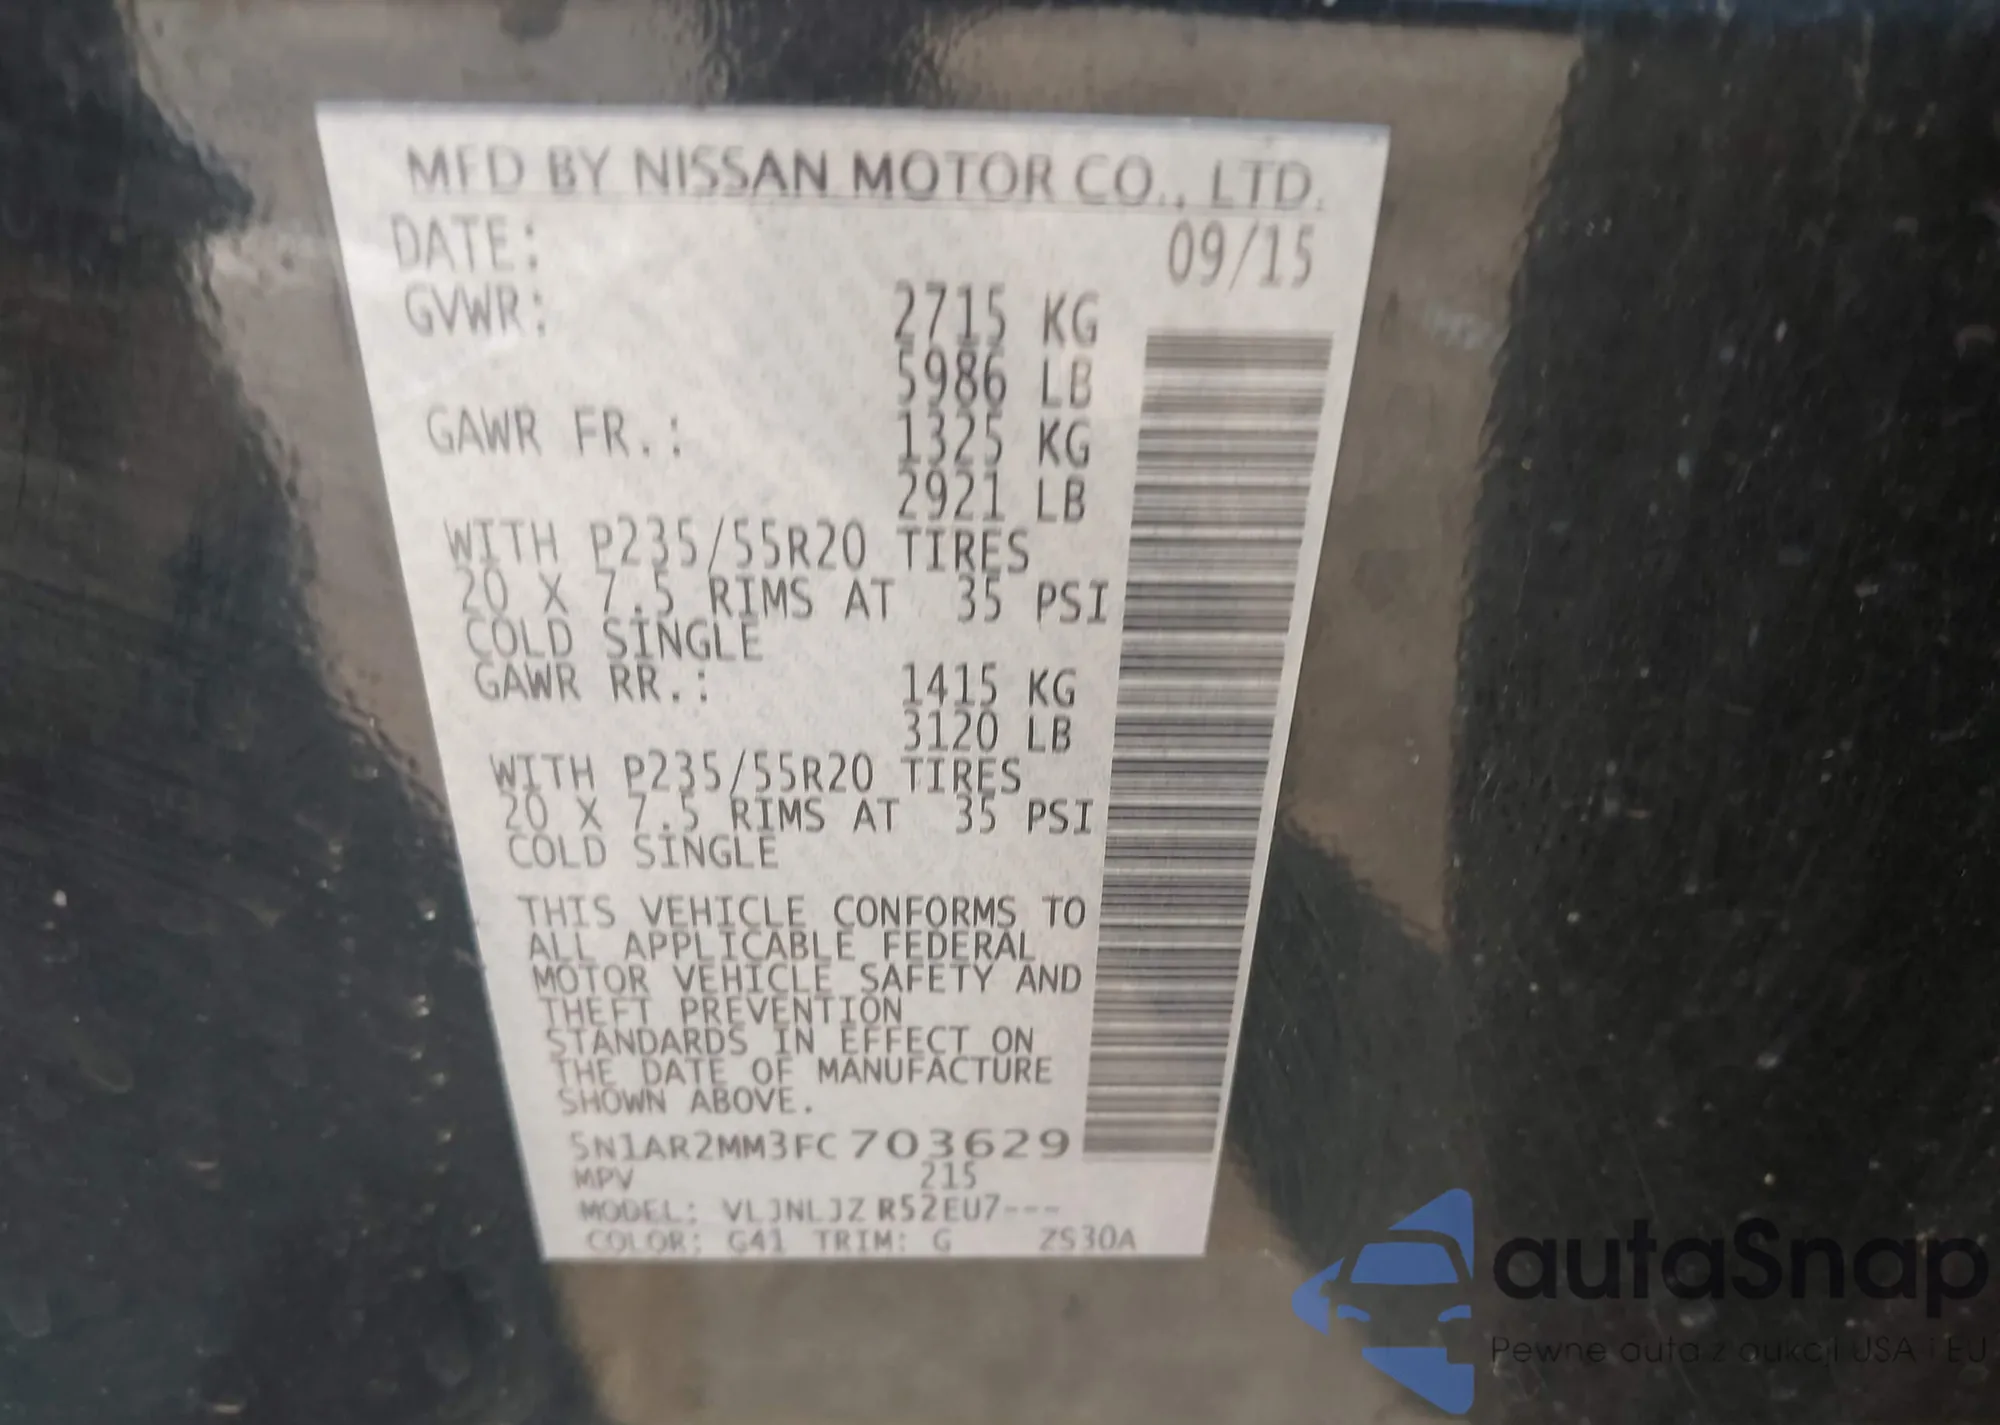 MFD BY NISSAN MOTOR CO., LTD.
DATE: 09/15
GVWR: 2715 KG
5986 LB
GAWR FR.: 1325 KG
2921 LB
WITH P235/55R20 TIRES
20 X 7.5 RIMS AT 35 PSI
COLD SINGLE
GAWR RR.: 1415 KG
3120 LB
WITH P235/55R20 TIRES
20 X 7.5 RIMS AT 35 PSI
COLD SINGLE
THIS VEHICLE CONFORMS TO
ALL APPLICABLE FEDERAL
MOTOR VEHICLE SAFETY AND
THEFT PREVENTION
STANDARDS IN EFFECT ON
THE DATE OF MANUFACTURE
SHOWN ABOVE.
5N1AR2MM3FC703629
MPV 215
MODEL: VLJNLJZ R52EU7---
COLOR: G41 TRIM: G ZS30A
autaSnap
Pewne auta z aukcji USA i EU